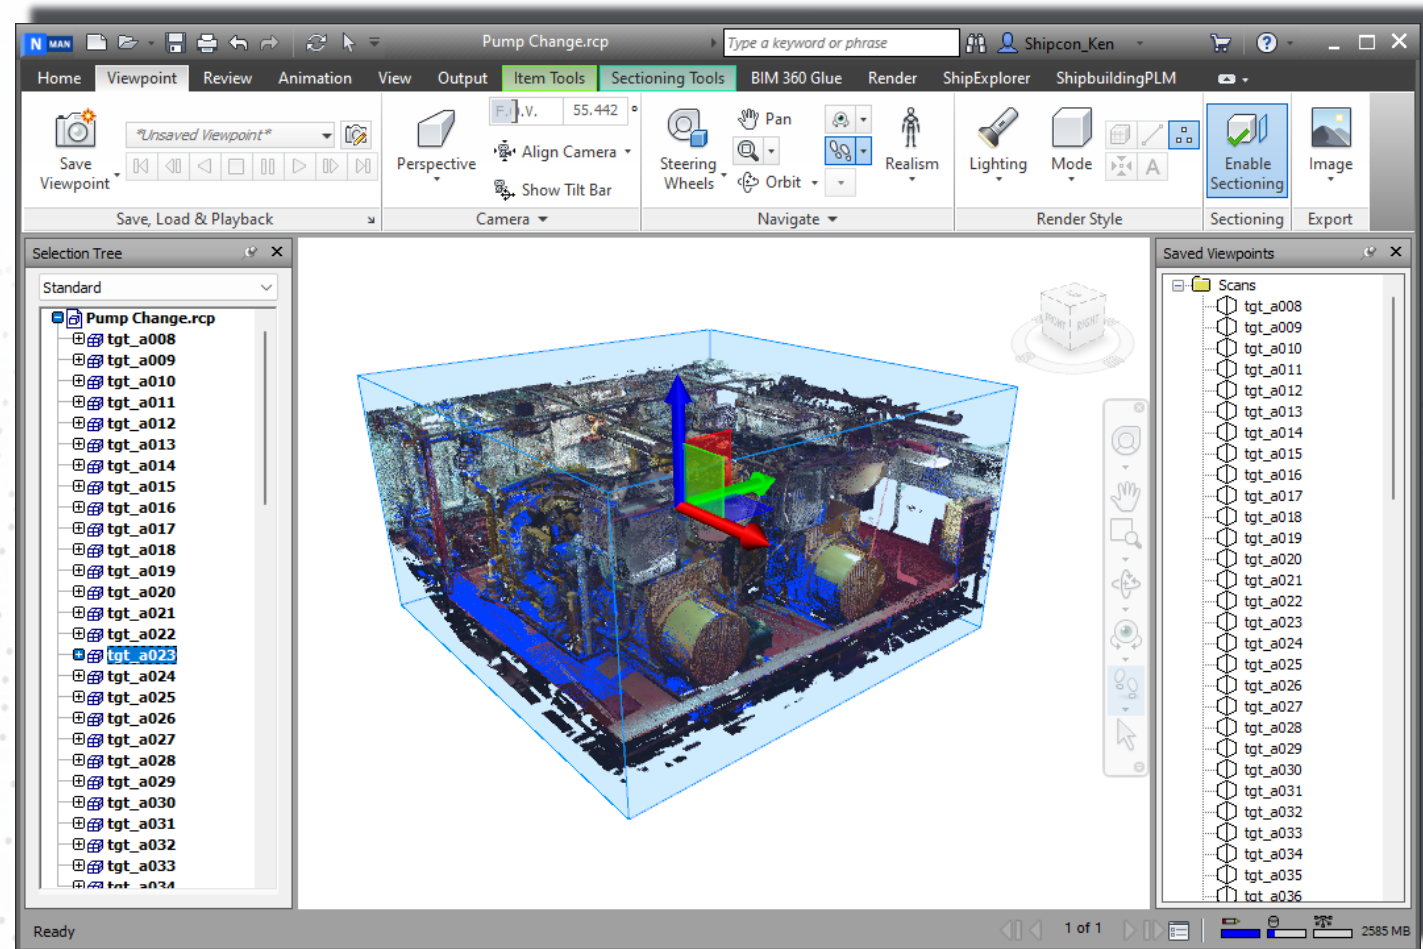 N MAN
Pump Change.rcp
Type a keyword or phrase
Shipcon_Ken
?
Home Viewpoint Review Animation View Output Item Tools Sectioning Tools BIM 360 Glue Render ShipExplorer ShipbuildingPLM
*Unsaved Viewpoint*
Save
Viewpoint
Save, Load & Playback
Perspective
F.O.V. 55.442 °
Align Camera
Show Tilt Bar
Camera
Steering
Wheels
Pan
Orbit
Realism
Navigate
Lighting
Mode
A
Render Style
Enable
Sectioning
Sectioning
Image
Export
Selection Tree
Standard
Pump Change.rcp
tgt_a008
tgt_a009
tgt_a010
tgt_a011
tgt_a012
tgt_a013
tgt_a014
tgt_a015
tgt_a016
tgt_a017
tgt_a018
tgt_a019
tgt_a020
tgt_a021
tgt_a022
tgt_a023
tgt_a024
tgt_a025
tgt_a026
tgt_a027
tgt_a028
tgt_a029
tgt_a030
tgt_a031
tgt_a032
tgt_a033
tgt_a034
FRONT RIGHT
Saved Viewpoints
Scans
tgt_a008
tgt_a009
tgt_a010
tgt_a011
tgt_a012
tgt_a013
tgt_a014
tgt_a015
tgt_a016
tgt_a017
tgt_a018
tgt_a019
tgt_a020
tgt_a021
tgt_a022
tgt_a023
tgt_a024
tgt_a025
tgt_a026
tgt_a027
tgt_a028
tgt_a029
tgt_a030
tgt_a031
tgt_a032
tgt_a033
tgt_a034
tgt_a035
tgt_a036
Ready
1 of 1
2585 MB